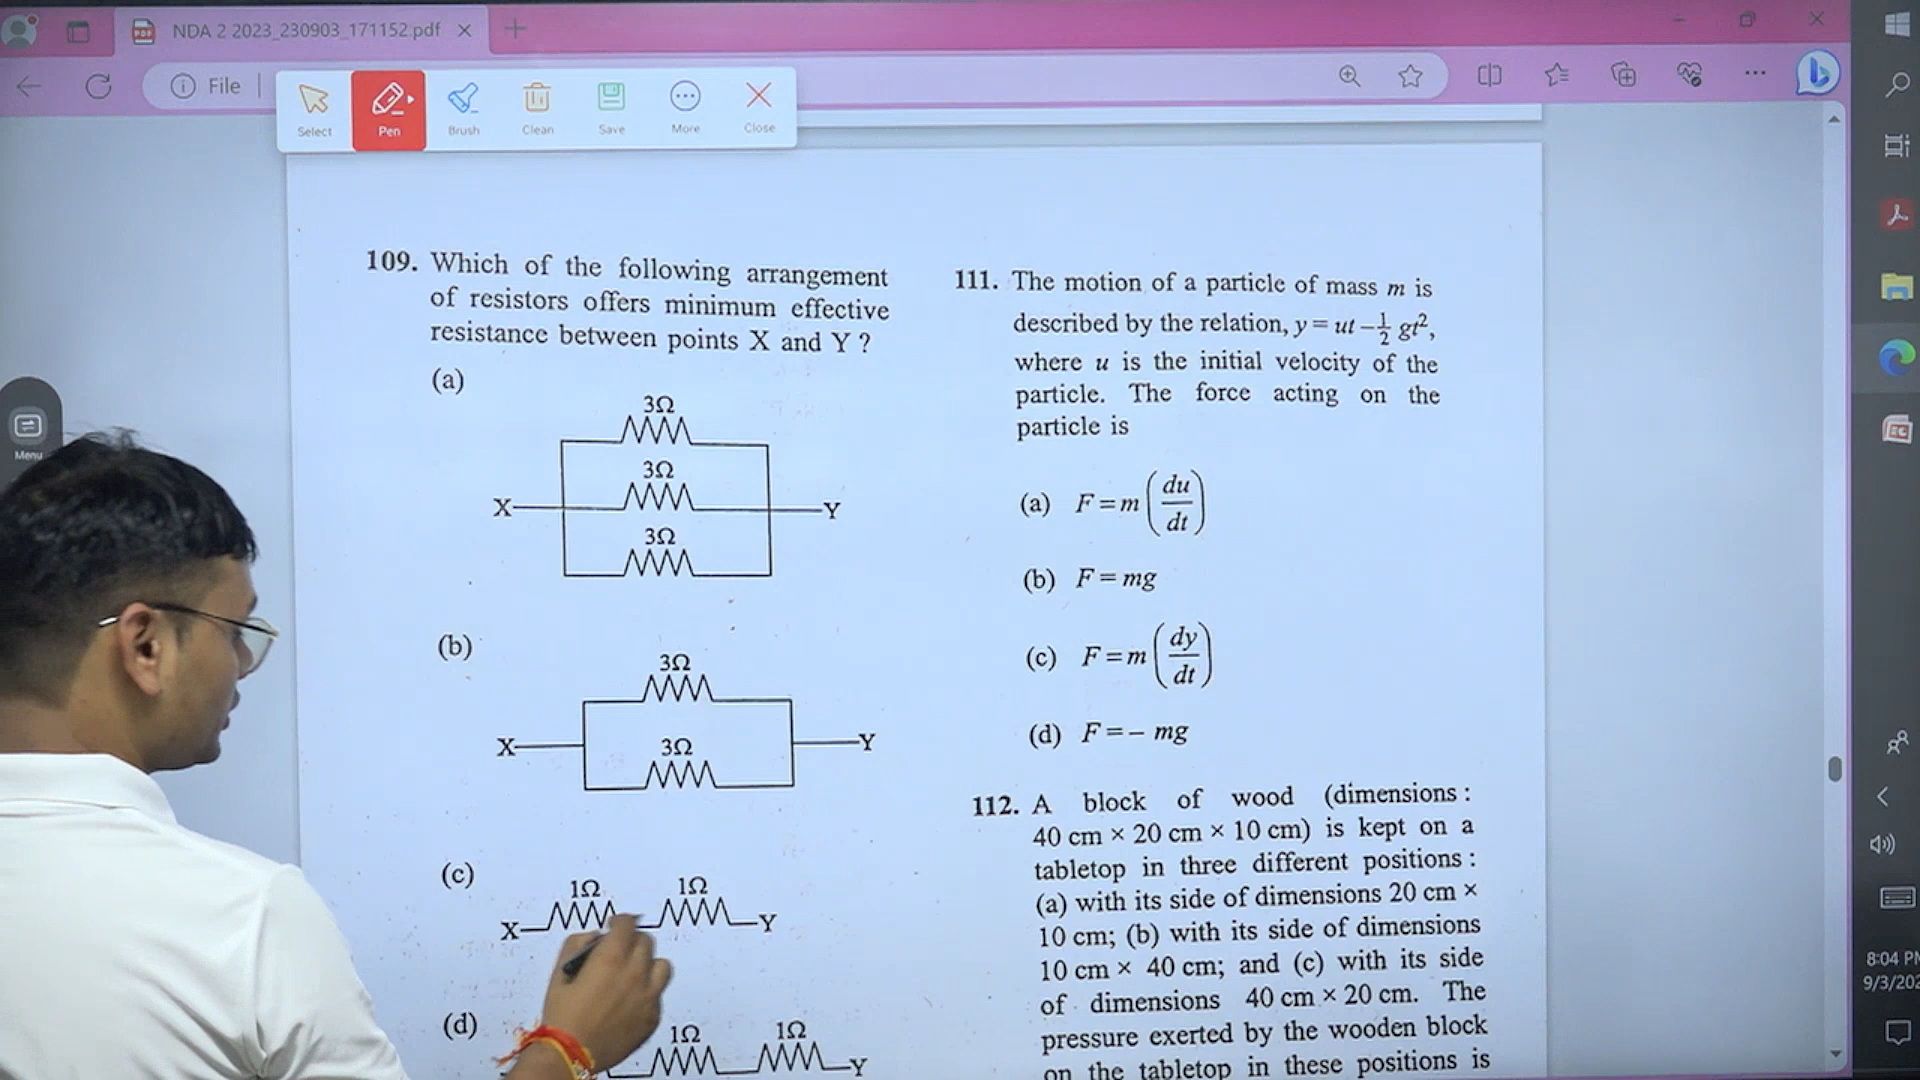 NDA 2 2023_230903_171152.pdf
File
Select
Pen
Brush
Clean
Save
More
Close
Menu
109. Which of the following arrangement
of resistors offers minimum effective
resistance between points X and Y ?
(a)
3Ω
3Ω
X
Y
3Ω
(b)
3Ω
X
3Ω
Y
(c)
1Ω
1Ω
X
Y
(d)
1Ω
1Ω
Y
111. The motion of a particle of mass m is
described by the relation, y = ut – 1/2 gt²,
where u is the initial velocity of the
particle. The force acting on the
particle is
(a) F = m (du/dt)
(b) F = mg
(c) F = m (dy/dt)
(d) F = – mg
112. A block of wood (dimensions :
40 cm × 20 cm × 10 cm) is kept on a
tabletop in three different positions :
(a) with its side of dimensions 20 cm ×
10 cm; (b) with its side of dimensions
10 cm × 40 cm; and (c) with its side
of dimensions 40 cm × 20 cm. The
pressure exerted by the wooden block
on the tabletop in these positions is
8:04 PM
9/3/202